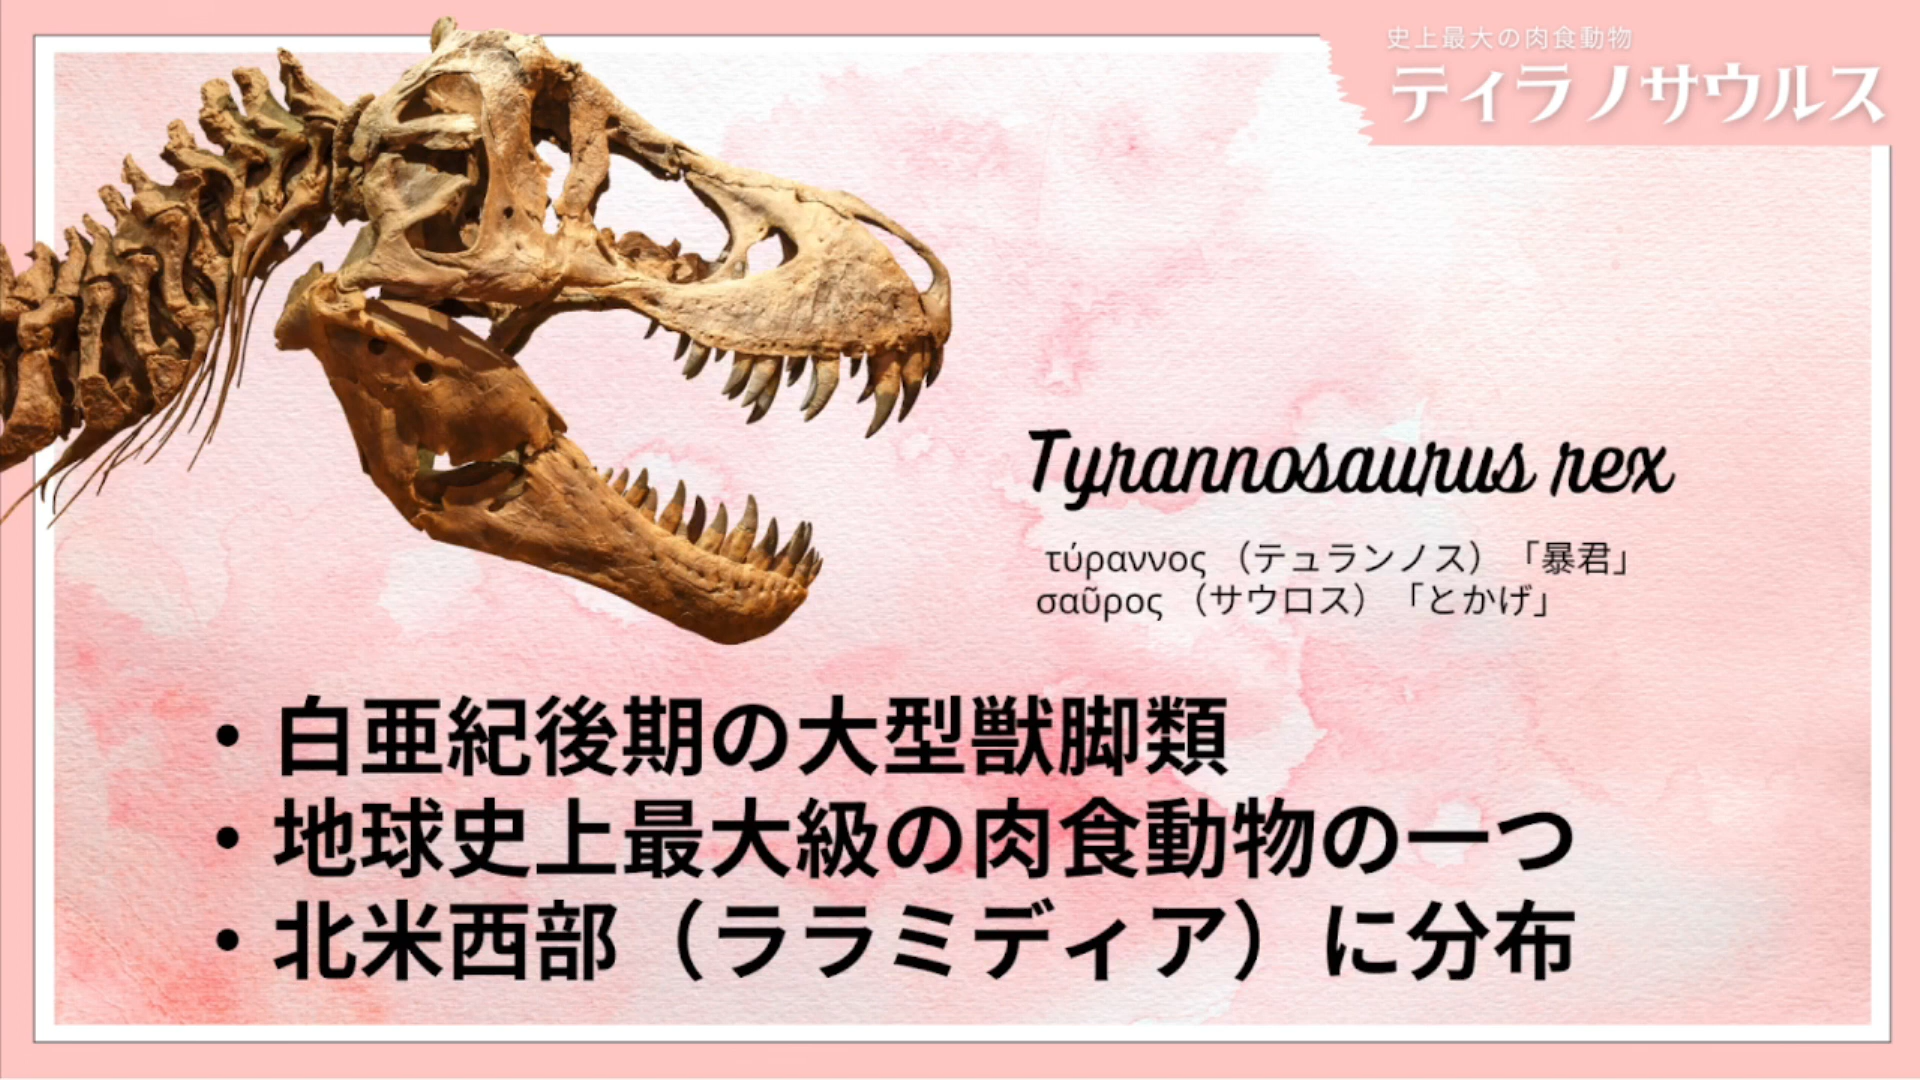 史上最大の肉食動物
ティラノサウルス
Tyrannosaurus rex
τύραννος （テュランノス）「暴君」
σαῦρος （サウロス）「とかげ」
・白亜紀後期の大型獣脚類
・地球史上最大級の肉食動物の一つ
・北米西部（ララミディア）に分布